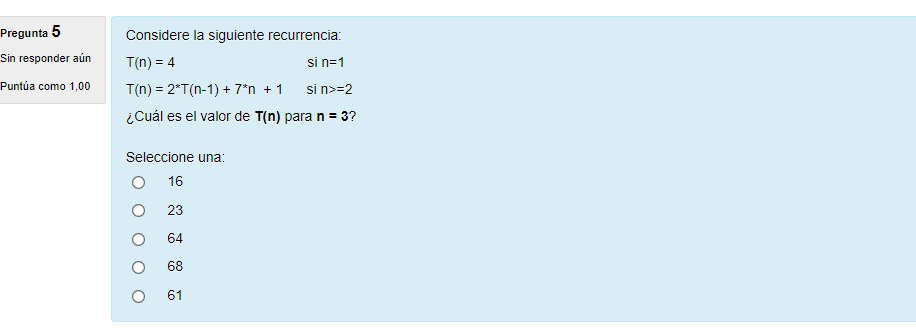 Pregunta 5
Sin responder aún
Puntúa como 1,00
Considere la siguiente recurrencia:
T(n) = 4 si n=1
T(n) = 2*T(n-1) + 7*n + 1 si n>=2
¿Cuál es el valor de T(n) para n = 3?
Seleccione una:
16
23
64
68
61